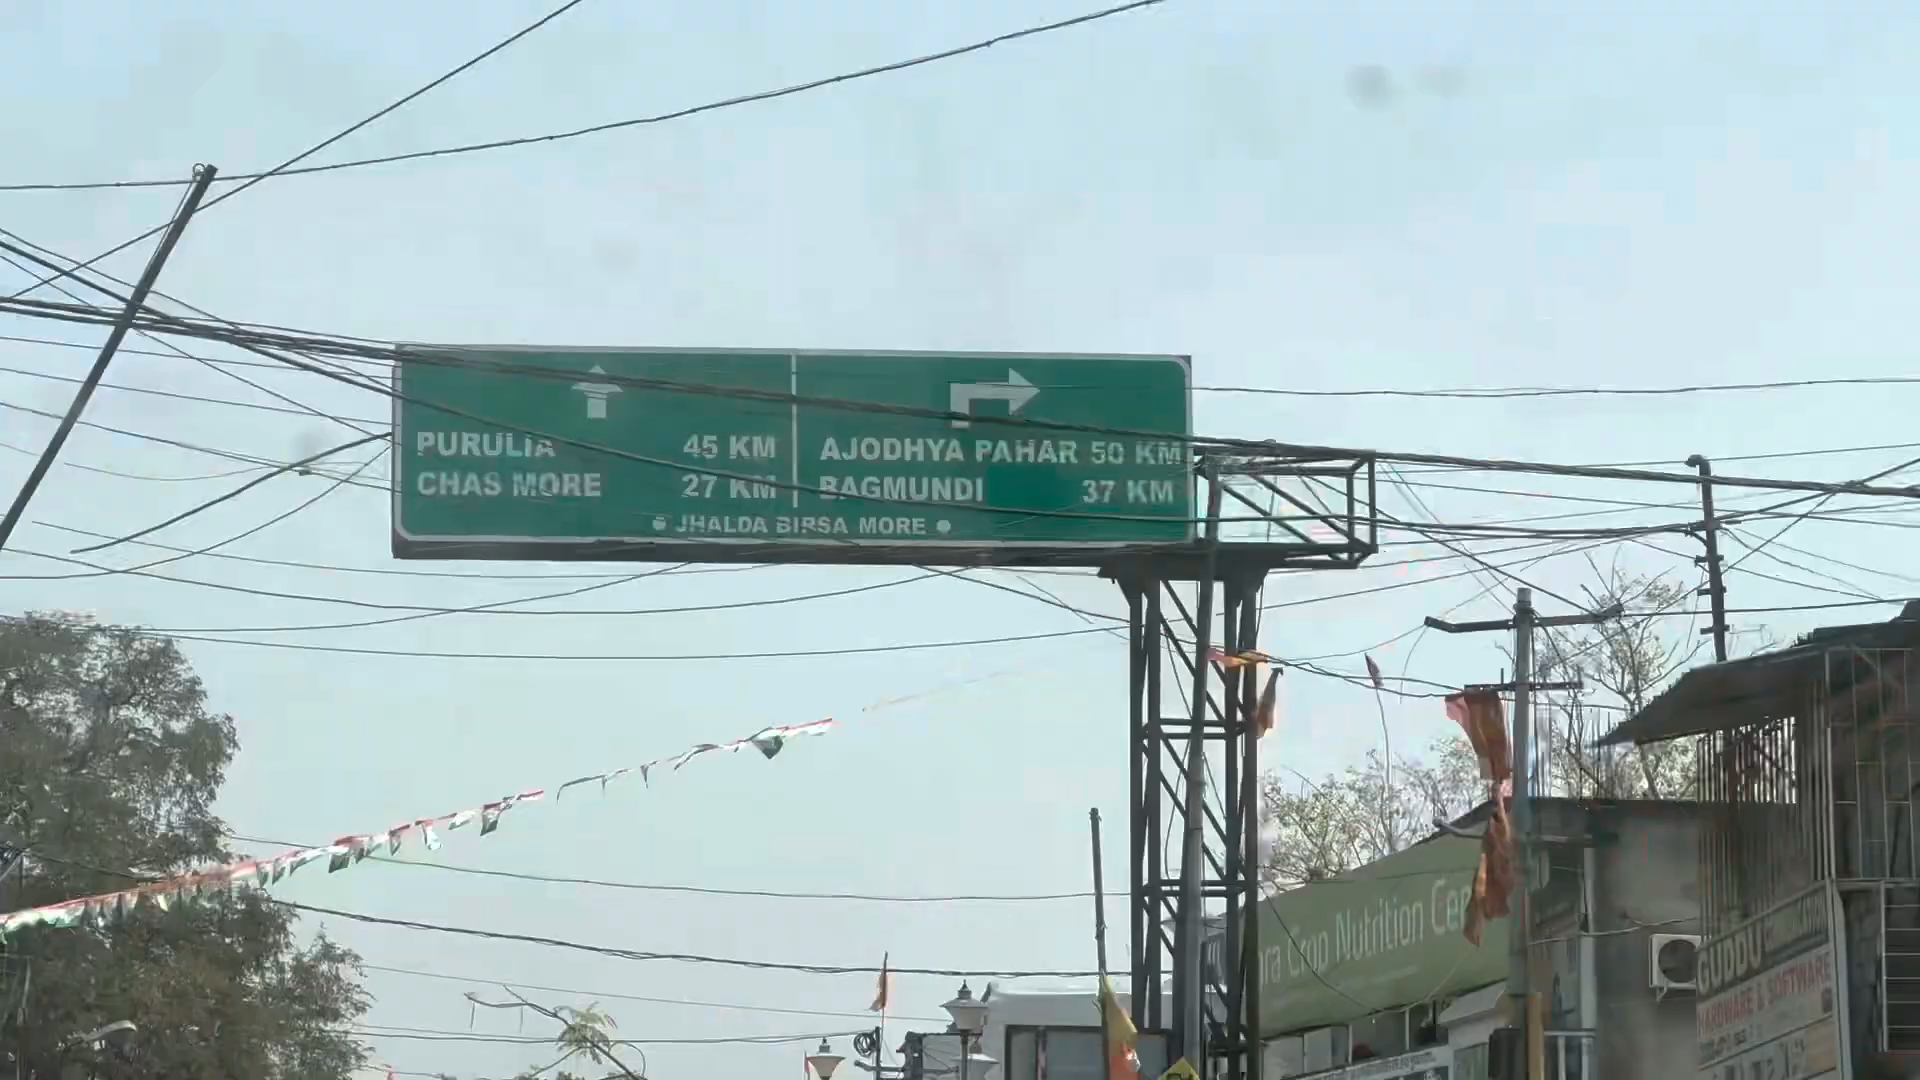 PURULIA 45 KM
CHAS MORE 27 KM
AJODHYA PAHAR 50 KM
BAGMUNDI 37 KM
JHALDA BIRSA MORE
Crop Nutrition
GUDDU
HARDWARE & SOFTWARE